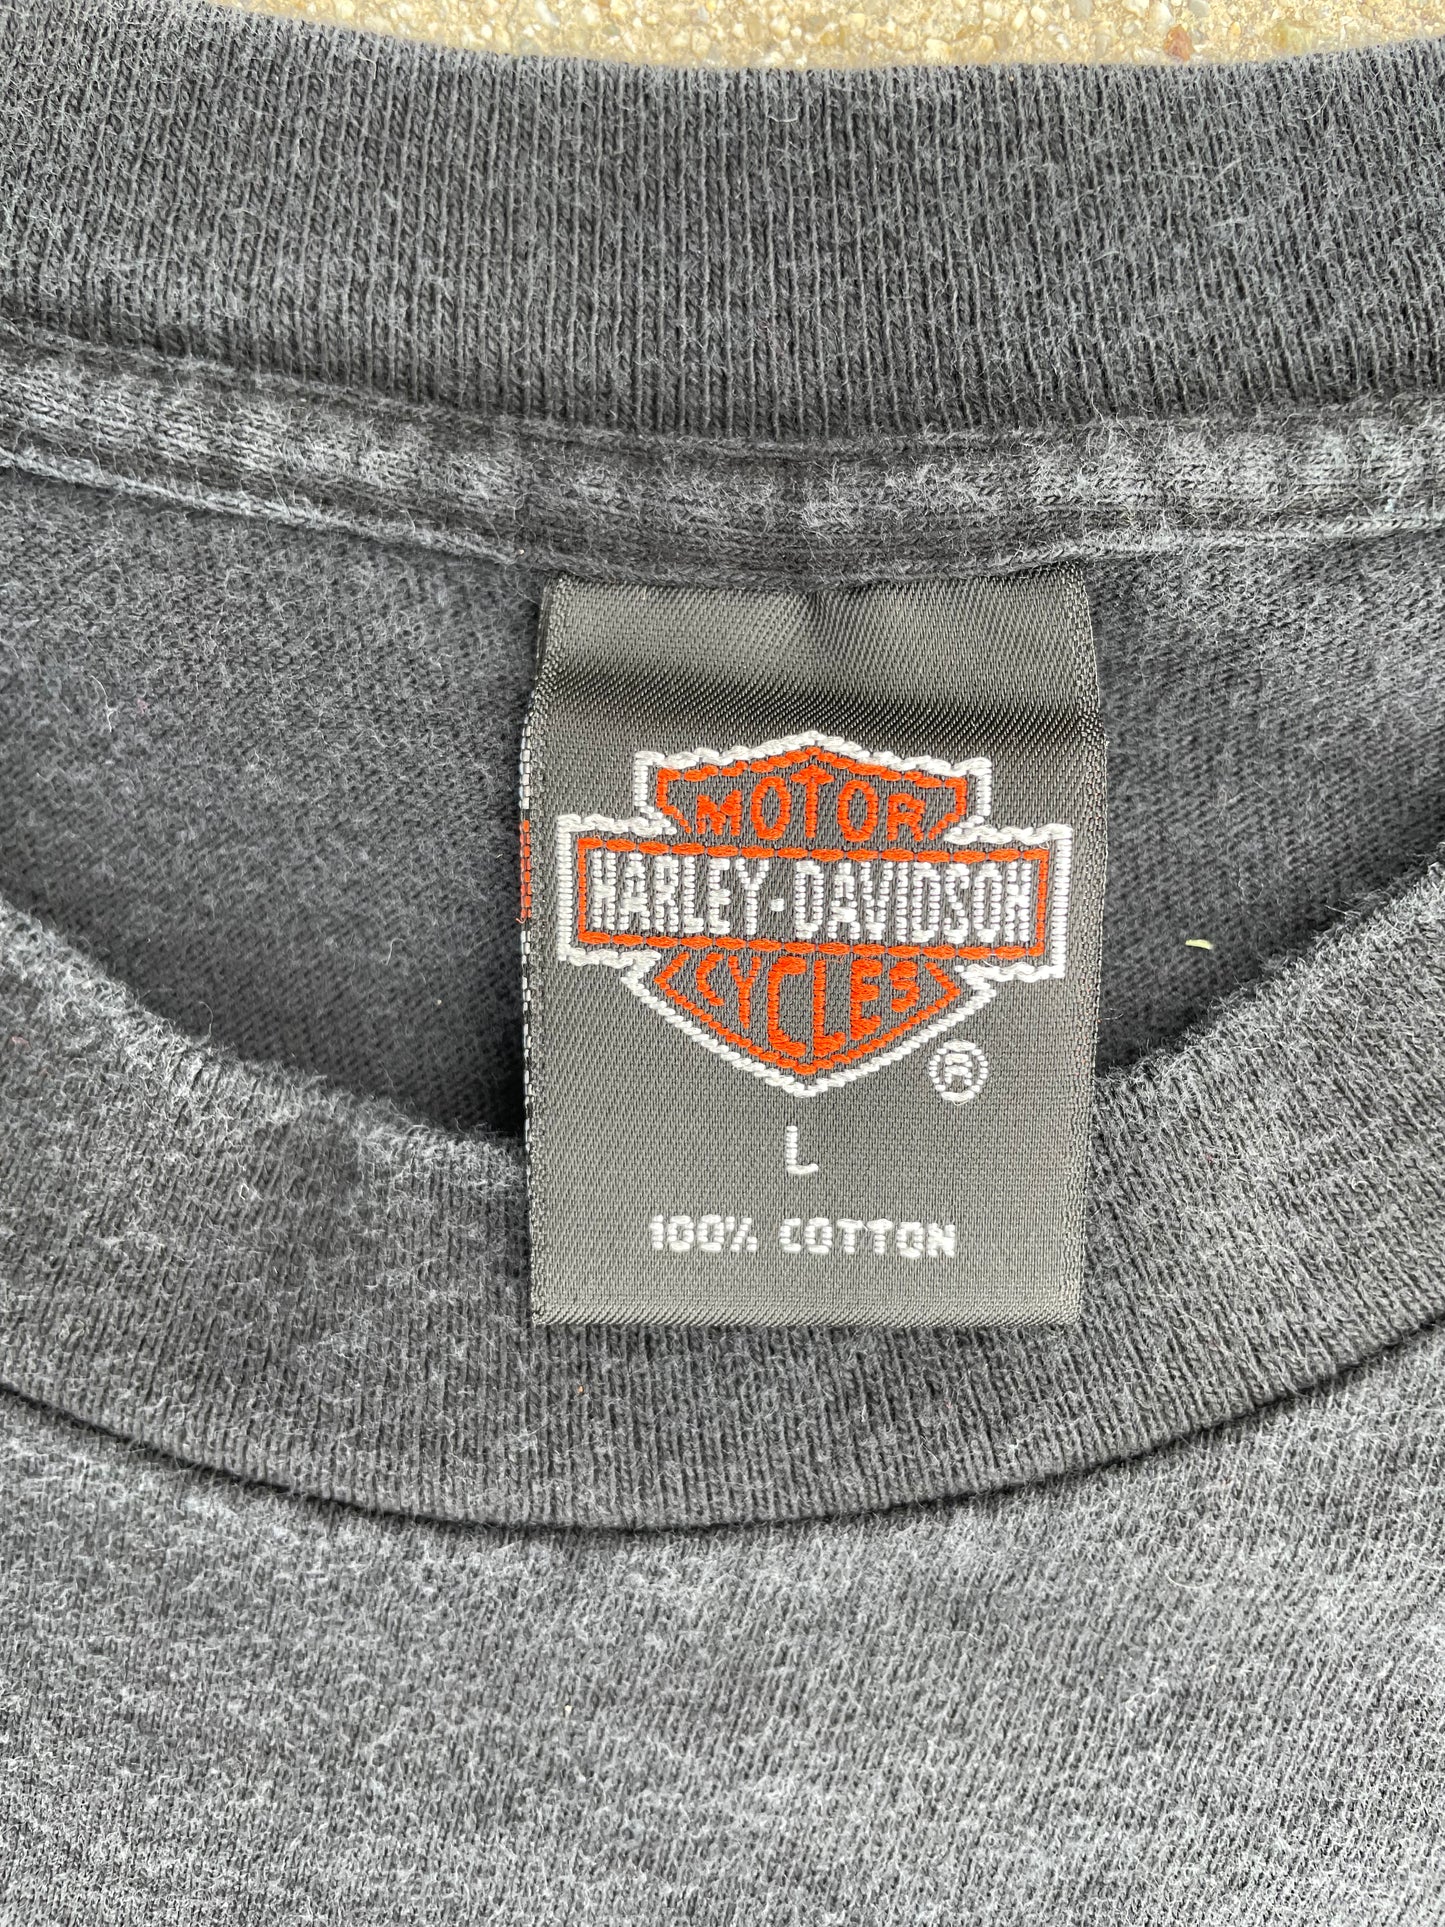 MOTOR
HARLEY-DAVIDSON
CYCLES
®
L
100% COTTON